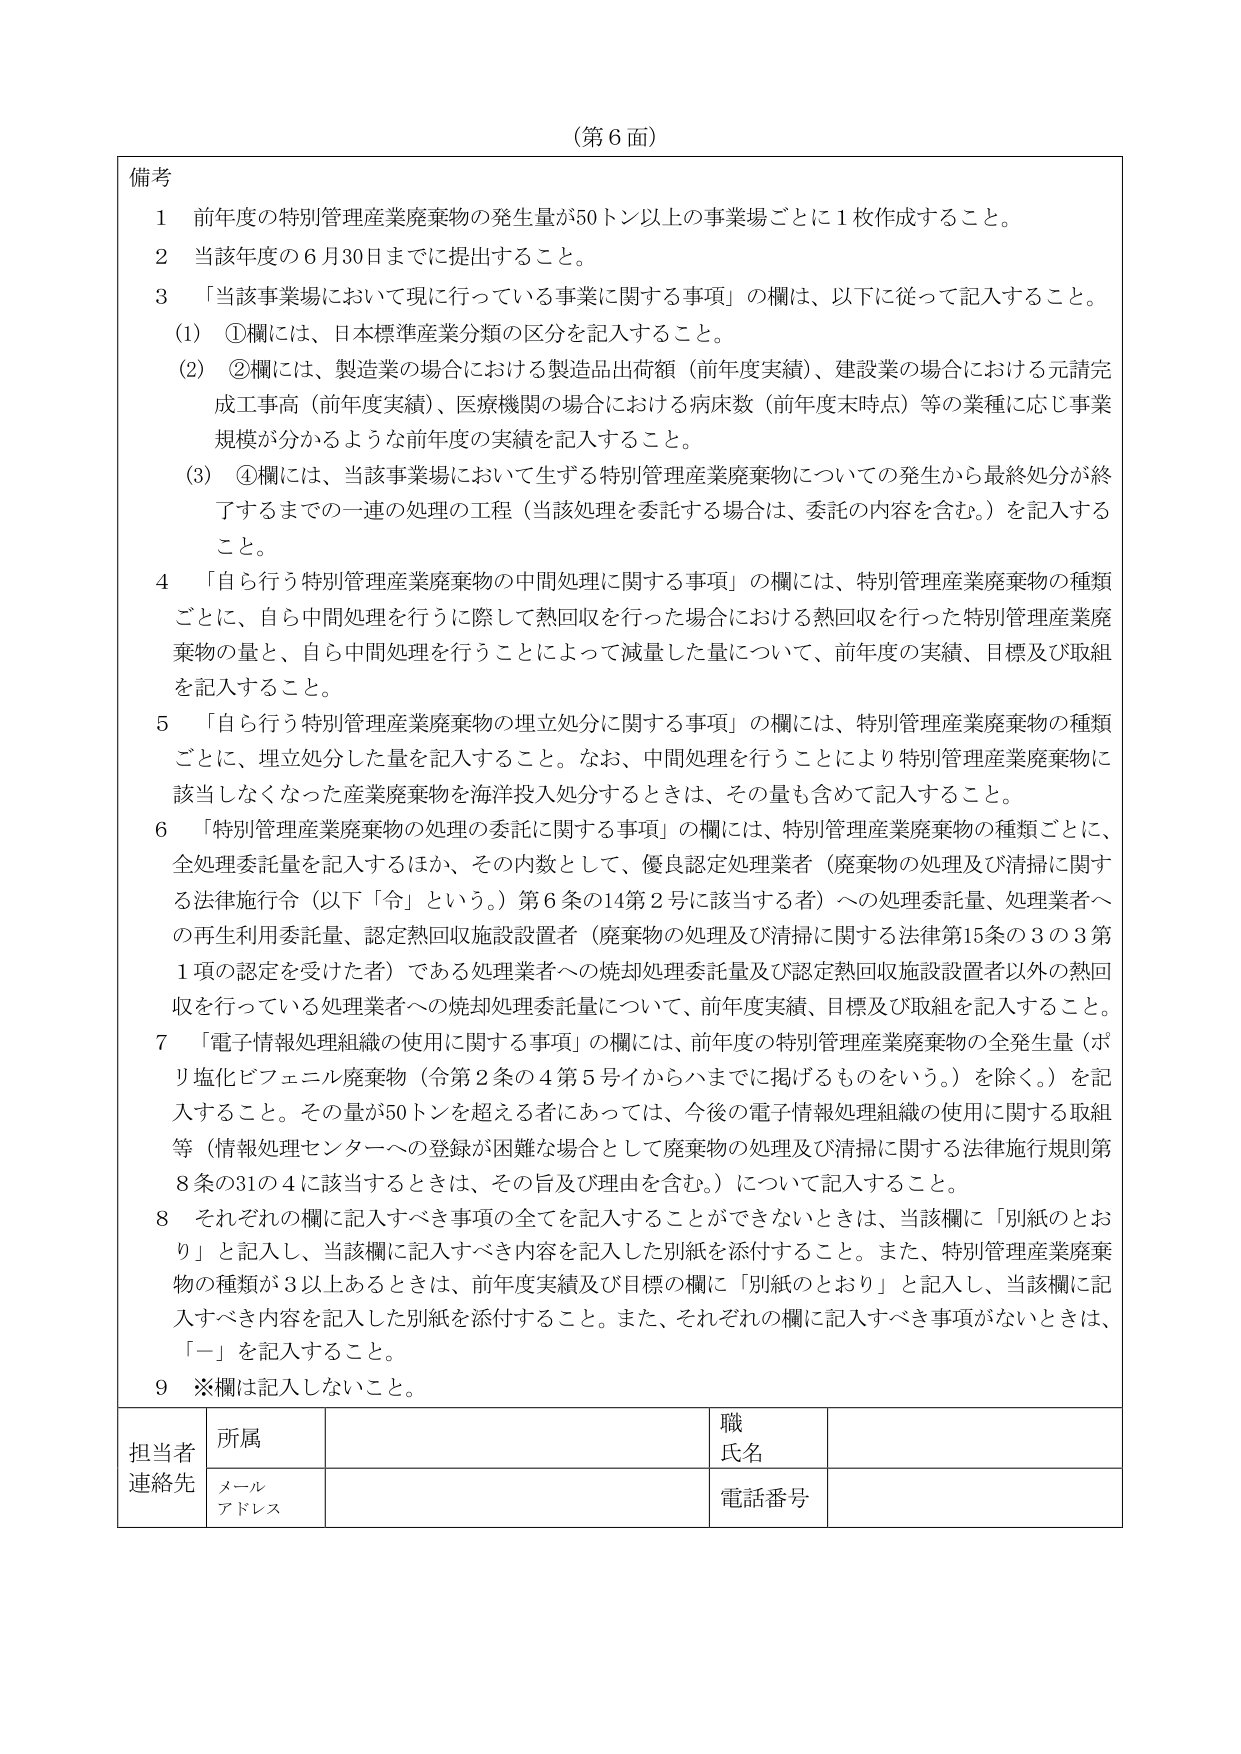 （第６面）
備考
１　前年度の特別管理産業廃棄物の発生量が50トン以上の事業場ごとに１枚作成すること。
２　当該年度の６月30日までに提出すること。
３　「当該事業場において現に行っている事業に関する事項」の欄は、以下に従って記入すること。
(1)　①欄には、日本標準産業分類の区分を記入すること。
(2)　②欄には、製造業の場合における製造品出荷額（前年度実績）、建設業の場合における元請完
成工事高（前年度実績）、医療機関の場合における病床数（前年度末時点）等の業種に応じ事業
規模が分かるような前年度の実績を記入すること。
(3)　④欄には、当該事業場において生ずる特別管理産業廃棄物についての発生から最終処分が終
了するまでの一連の処理の工程（当該処理を委託する場合は、委託の内容を含む。）を記入する
こと。
４　「自ら行う特別管理産業廃棄物の中間処理に関する事項」の欄には、特別管理産業廃棄物の種類
ごとに、自ら中間処理を行うに際して熱回収を行った場合における熱回収を行った特別管理産業廃
棄物の量と、自ら中間処理を行うことによって減量した量について、前年度の実績、目標及び取組
を記入すること。
５　「自ら行う特別管理産業廃棄物の埋立処分に関する事項」の欄には、特別管理産業廃棄物の種類
ごとに、埋立処分した量を記入すること。なお、中間処理を行うことにより特別管理産業廃棄物に
該当しなくなった産業廃棄物を海洋投入処分するときは、その量も含めて記入すること。
６　「特別管理産業廃棄物の処理の委託に関する事項」の欄には、特別管理産業廃棄物の種類ごとに、
全処理委託量を記入するほか、その内数として、優良認定処理業者（廃棄物の処理及び清掃に関す
る法律施行令（以下「令」という。）第６条の14第２号に該当する者）への処理委託量、処理業者へ
の再生利用委託量、認定熱回収施設設置者（廃棄物の処理及び清掃に関する法律第15条の３の３第
１項の認定を受けた者）である処理業者への焼却処理委託量及び認定熱回収施設設置者以外の熱回
収を行っている処理業者への焼却処理委託量について、前年度実績、目標及び取組を記入すること。
７　「電子情報処理組織の使用に関する事項」の欄には、前年度の特別管理産業廃棄物の全発生量（ポ
リ塩化ビフェニル廃棄物（令第２条の４第５号イからハまでに掲げるものをいう。）を除く。）を記
入すること。その量が50トンを超える者にあっては、今後の電子情報処理組織の使用に関する取組
等（情報処理センターへの登録が困難な場合として廃棄物の処理及び清掃に関する法律施行規則第
８条の31の４に該当するときは、その旨及び理由を含む。）について記入すること。
８　それぞれの欄に記入すべき事項の全てを記入することができないときは、当該欄に「別紙のとお
り」と記入し、当該欄に記入すべき内容を記入した別紙を添付すること。また、特別管理産業廃棄
物の種類が３以上あるときは、前年度実績及び目標の欄に「別紙のとおり」と記入し、当該欄に記
入すべき内容を記入した別紙を添付すること。また、それぞれの欄に記入すべき事項がないときは、
「－」を記入すること。
９　※欄は記入しないこと。
担当者
連絡先
所属
職
氏名
メール
アドレス
電話番号